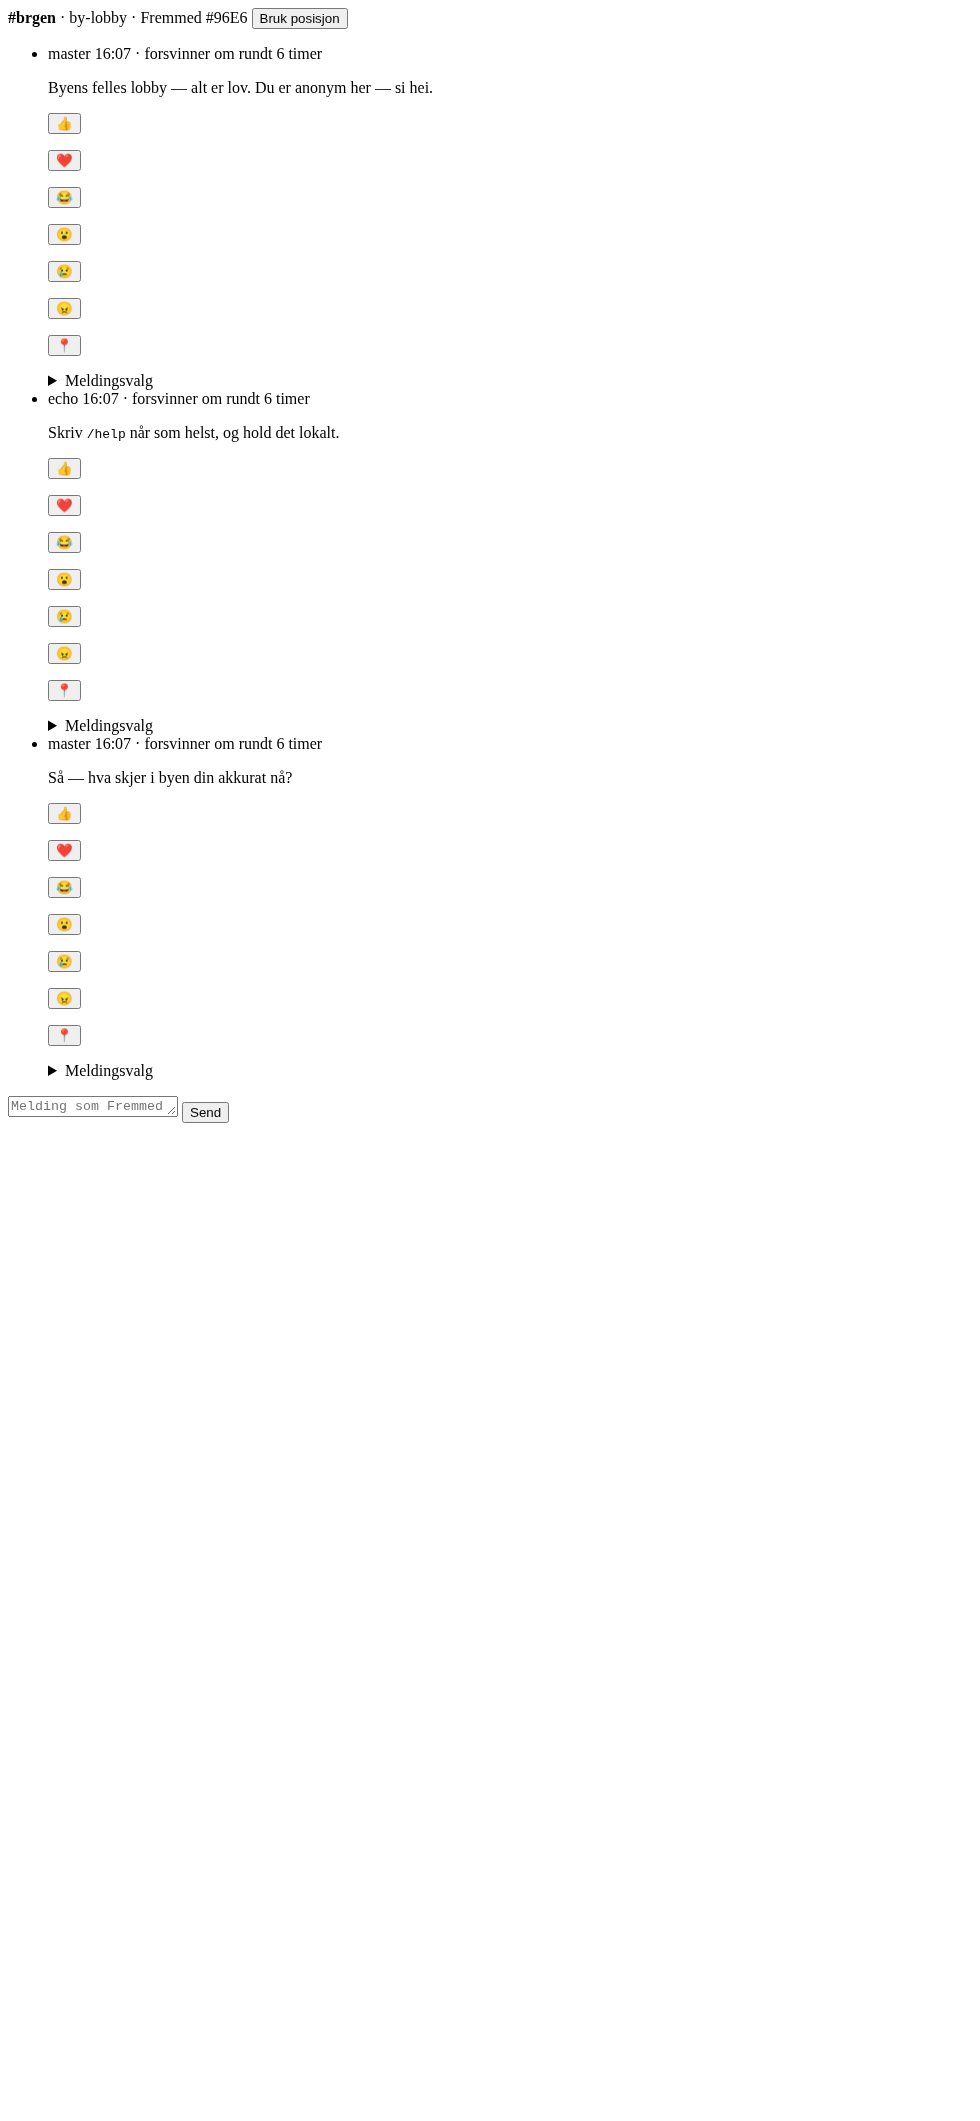 #brgen · by-lobby · Fremmed #96E6 Bruk posisjon
master 16:07 · forsvinner om rundt 6 timer
Byens felles lobby — alt er lov. Du er anonym her — si hei.
👍
❤️
😂
😮
😢
😠
📍
Meldingsvalg
echo 16:07 · forsvinner om rundt 6 timer
Skriv /help når som helst, og hold det lokalt.
👍
❤️
😂
😮
😢
😠
📍
Meldingsvalg
master 16:07 · forsvinner om rundt 6 timer
Så — hva skjer i byen din akkurat nå?
👍
❤️
😂
😮
😢
😠
📍
Meldingsvalg
Melding som Fremmed Send